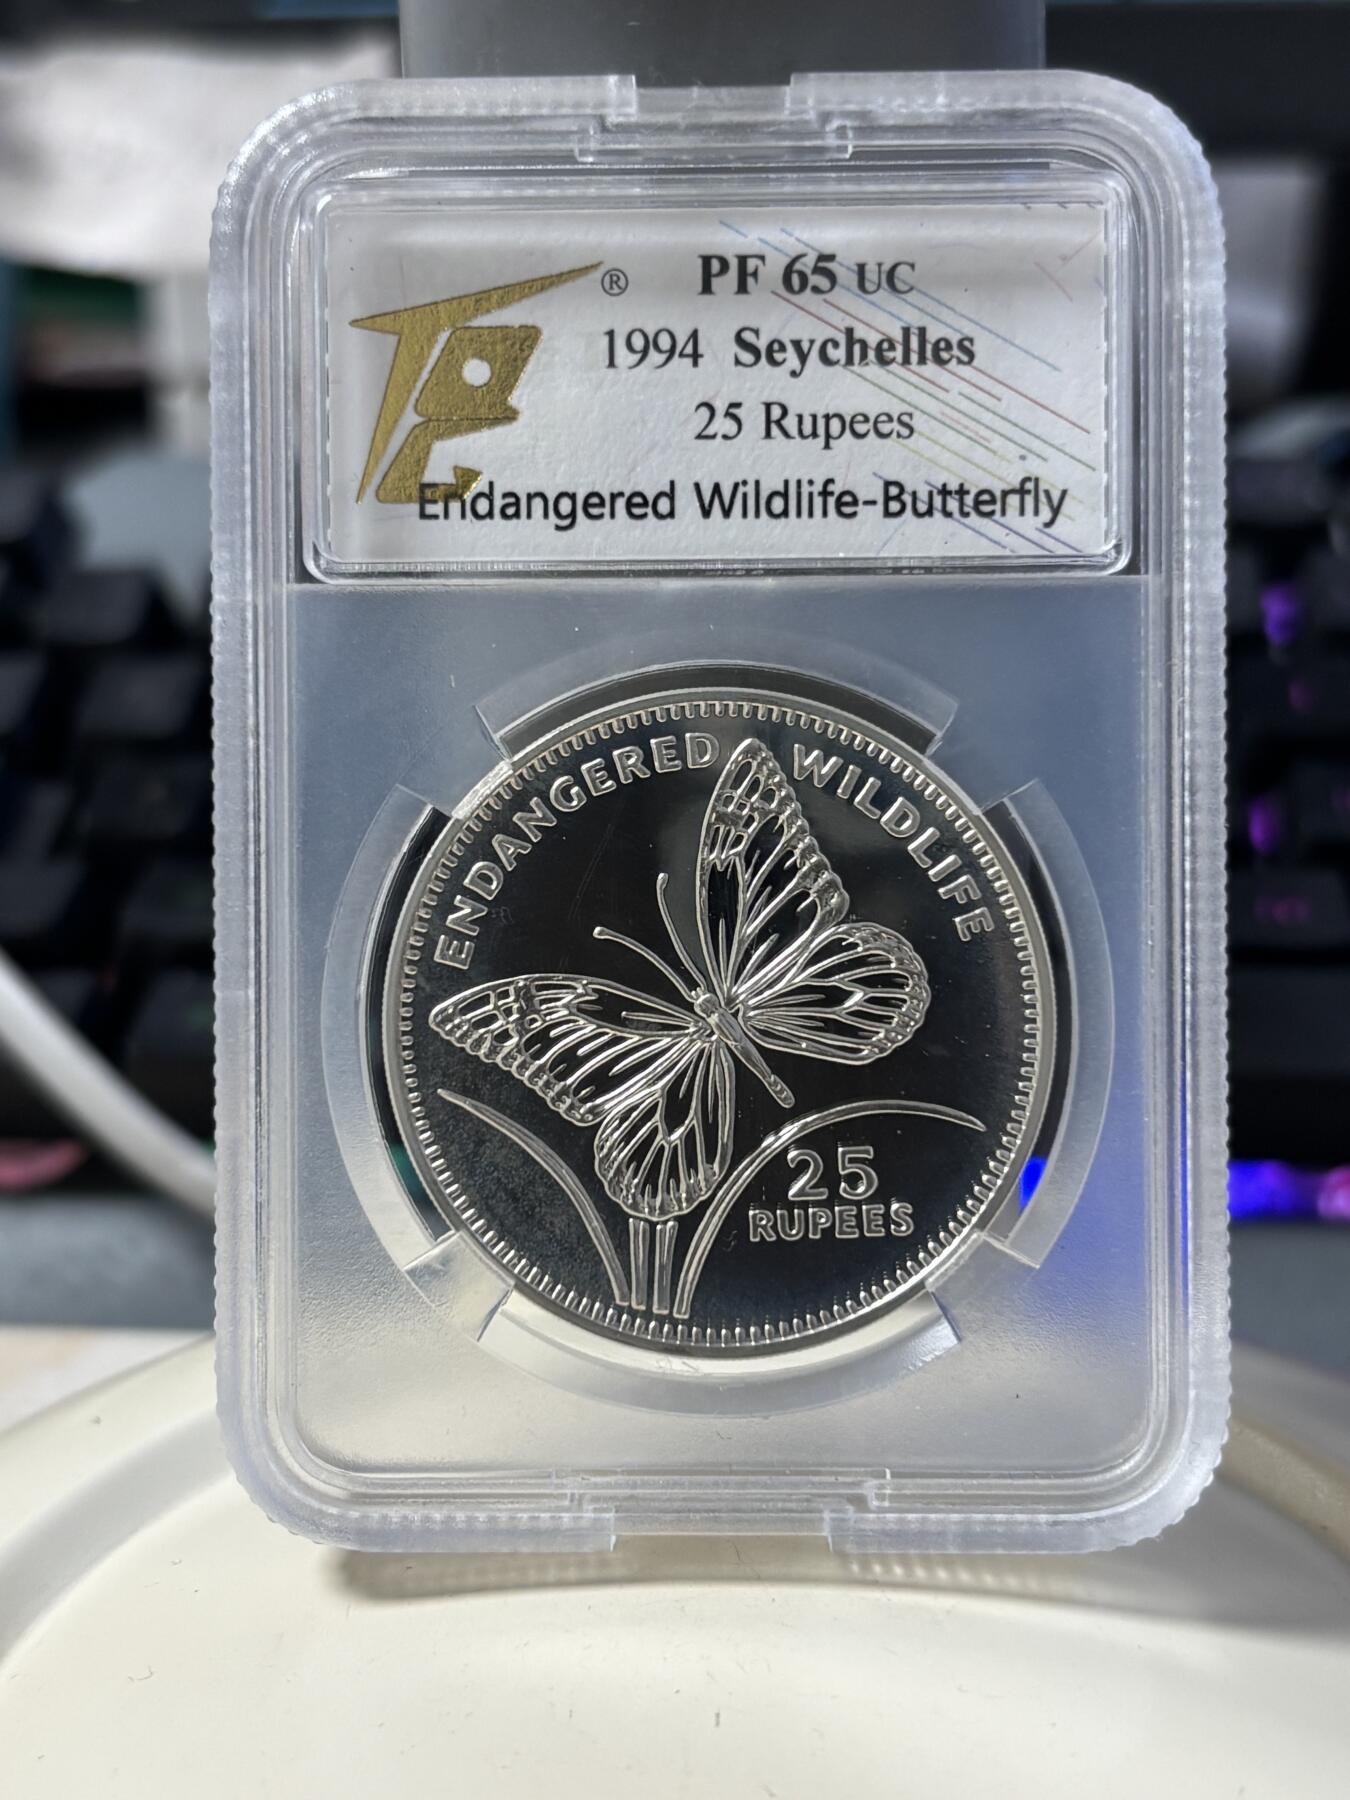 ® PF 65 UC
1994 Seychelles
25 Rupees
Endangered Wildlife-Butterfly
ENDANGERED WILDLIFE
25
RUPEES